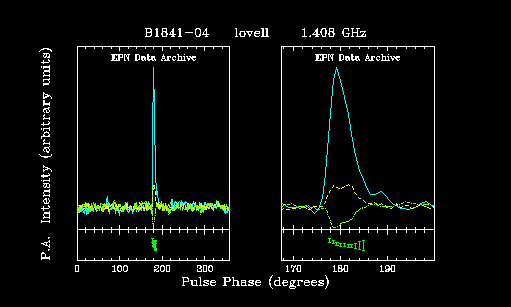 B1841-04 lovell 1.408 GHz
EPN Data Archive EPN Data Archive
P.A. Intensity (arbitrary units)
0 100 200 300 170 180 190
Pulse Phase (degrees)